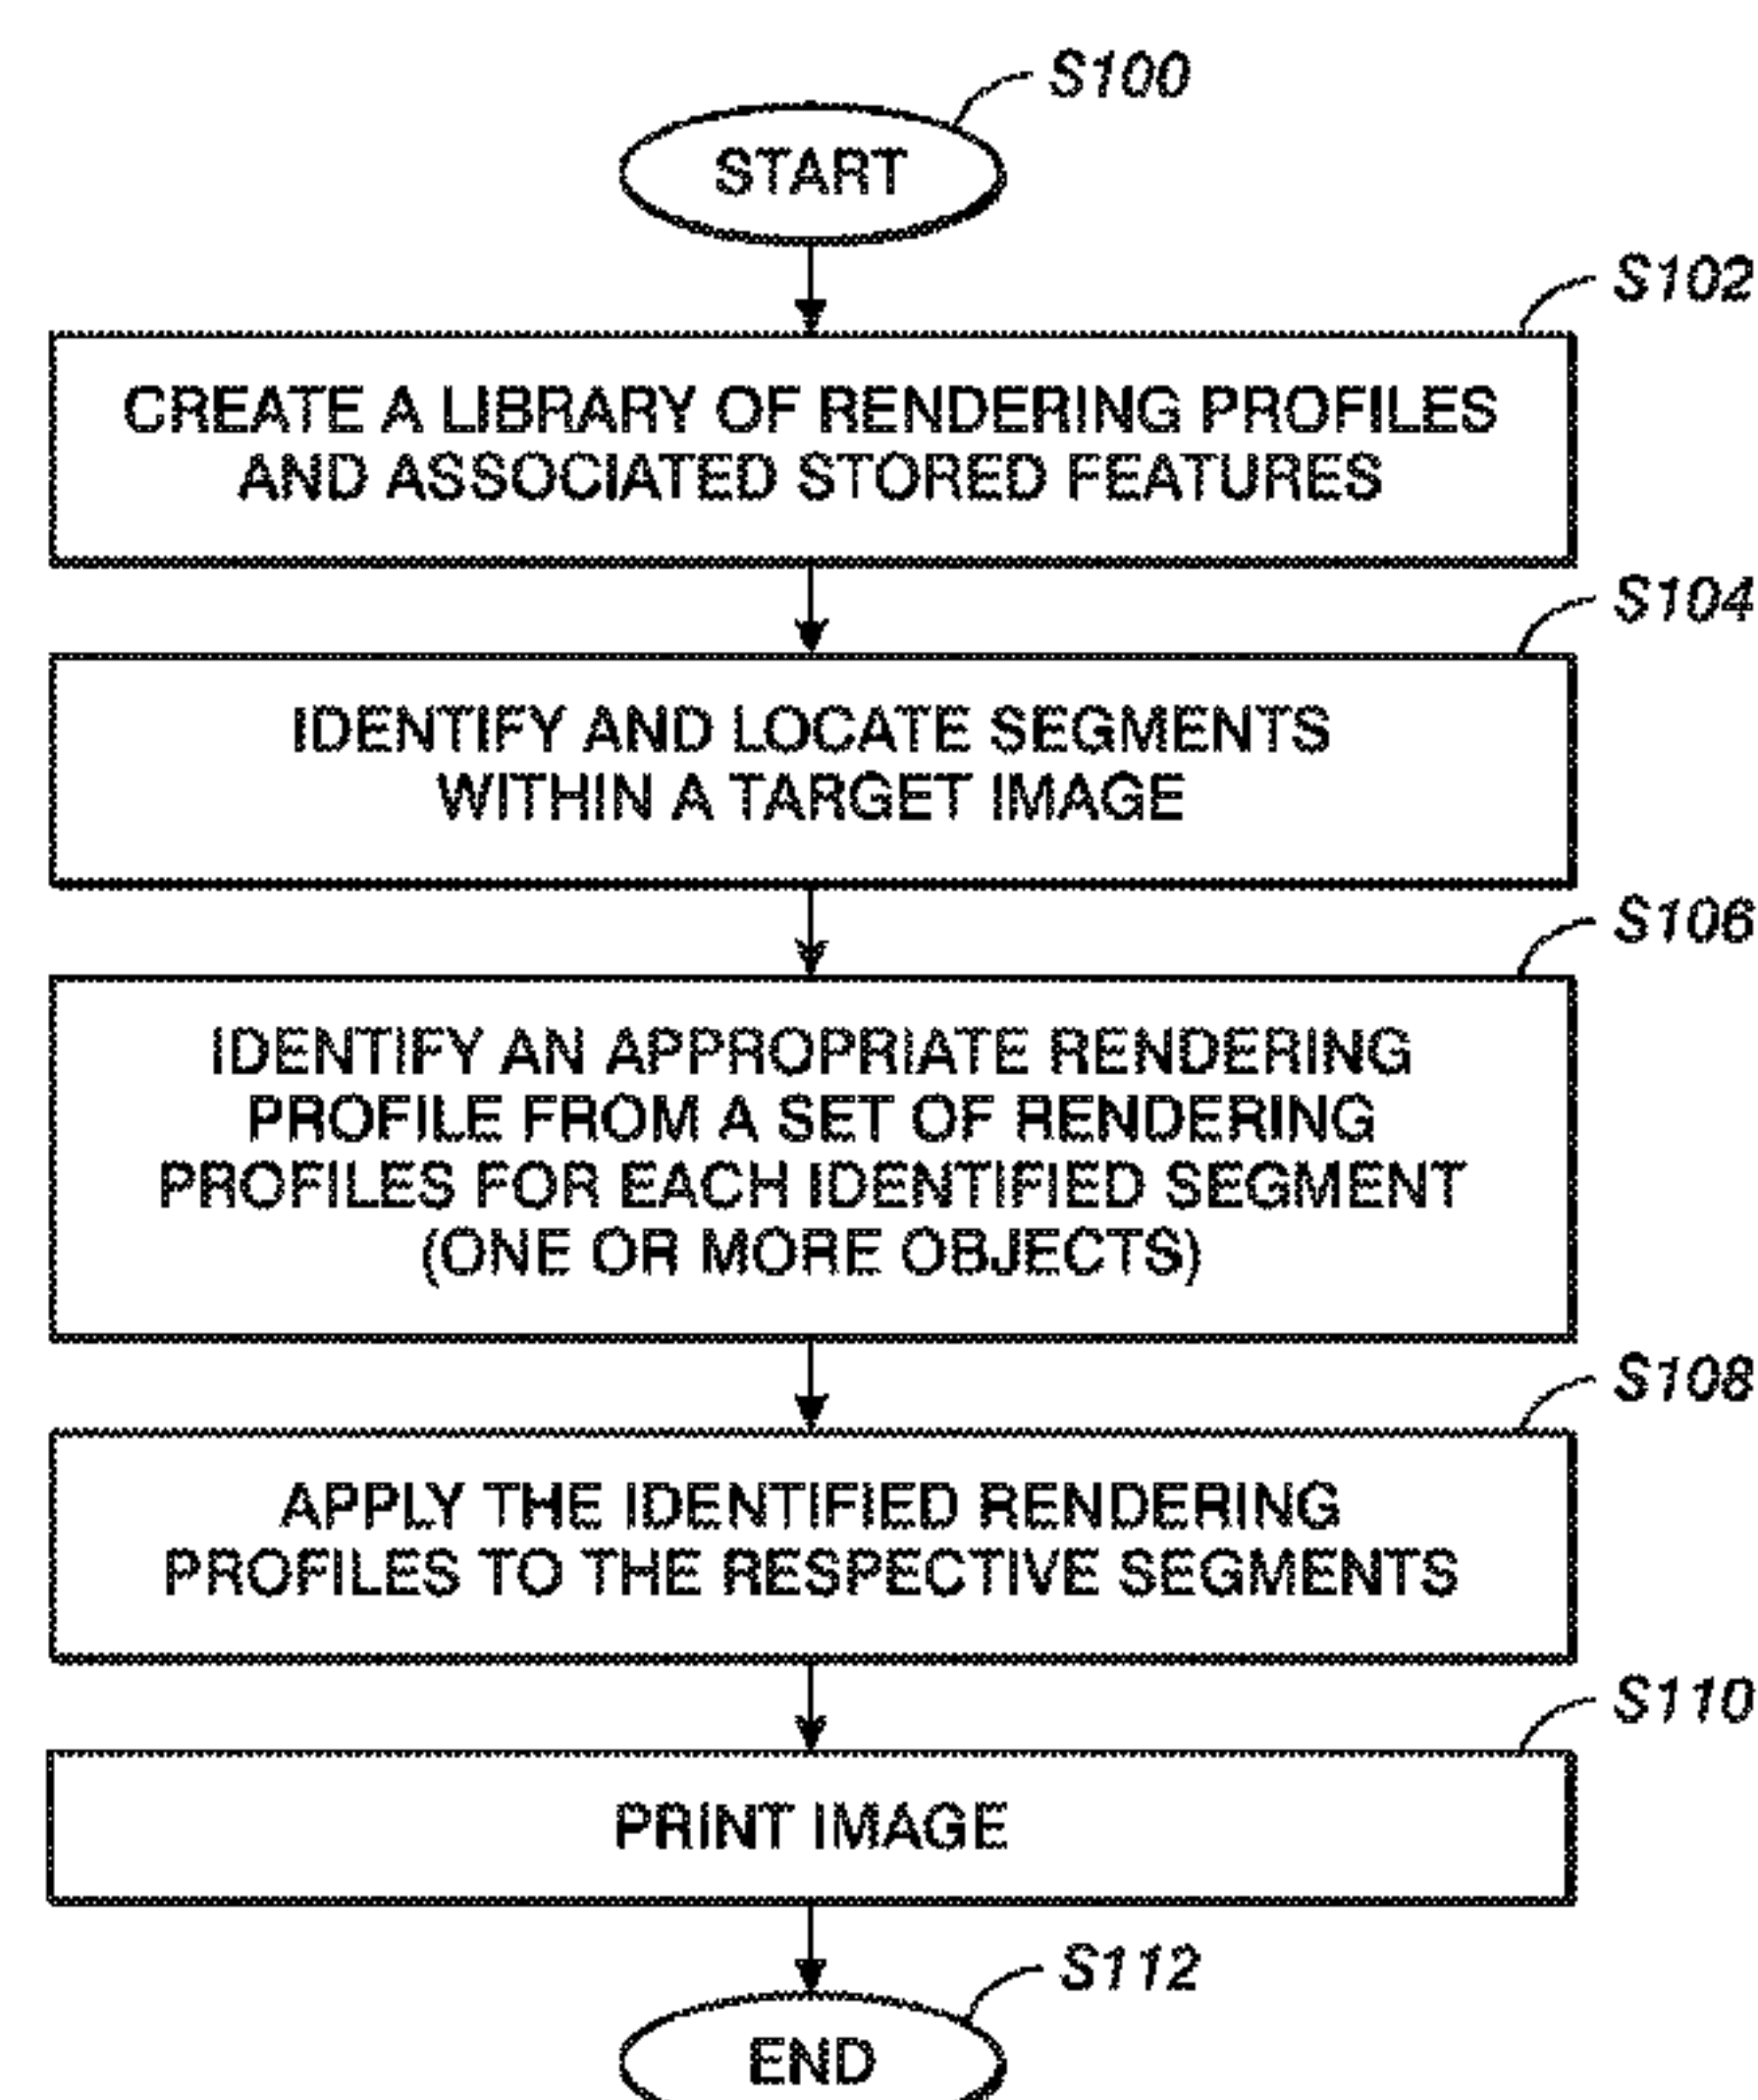 S100
START
S102
CREATE A LIBRARY OF RENDERING PROFILES
AND ASSOCIATED STORED FEATURES
S104
IDENTIFY AND LOCATE SEGMENTS
WITHIN A TARGET IMAGE
S106
IDENTIFY AN APPROPRIATE RENDERING
PROFILE FROM A SET OF RENDERING
PROFILES FOR EACH IDENTIFIED SEGMENT
(ONE OR MORE OBJECTS)
S108
APPLY THE IDENTIFIED RENDERING
PROFILES TO THE RESPECTIVE SEGMENTS
S110
PRINT IMAGE
S112
END